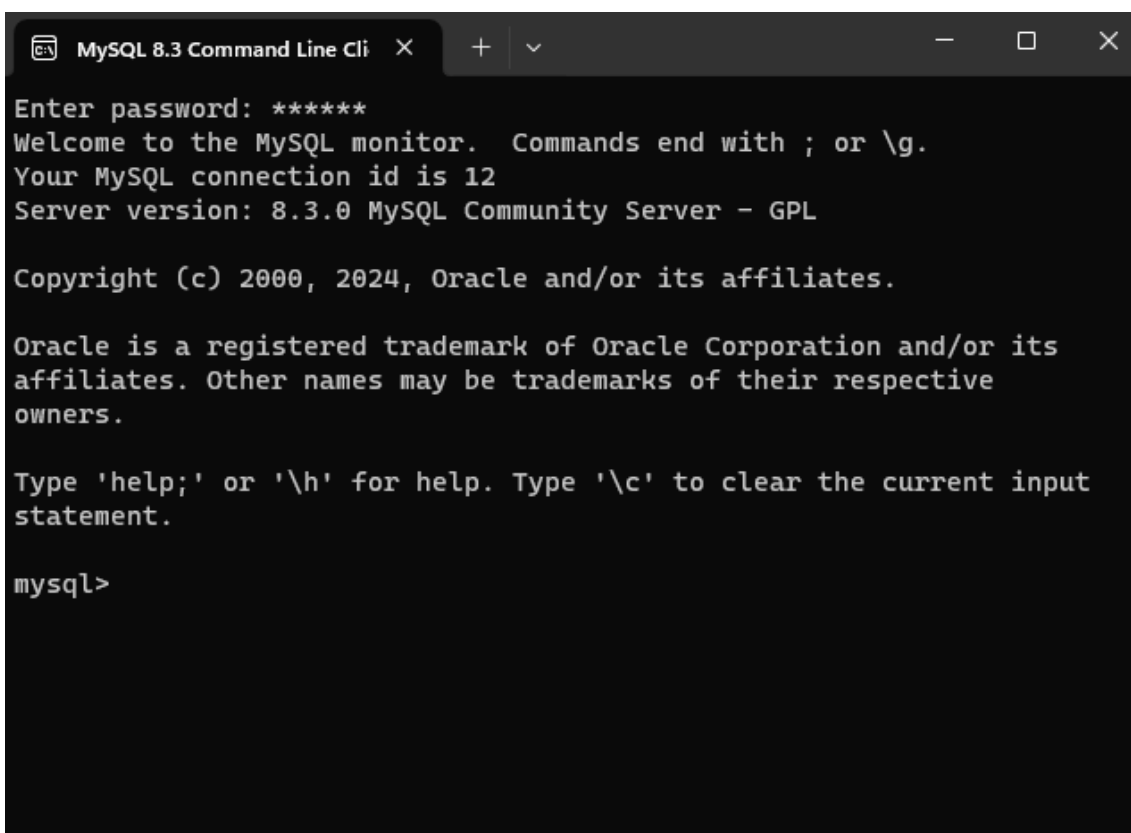 MySQL 8.3 Command Line Cli
Enter password: ******
Welcome to the MySQL monitor.  Commands end with ; or \g.
Your MySQL connection id is 12
Server version: 8.3.0 MySQL Community Server - GPL
Copyright (c) 2000, 2024, Oracle and/or its affiliates.
Oracle is a registered trademark of Oracle Corporation and/or its
affiliates. Other names may be trademarks of their respective
owners.
Type 'help;' or '\h' for help. Type '\c' to clear the current input
statement.
mysql>